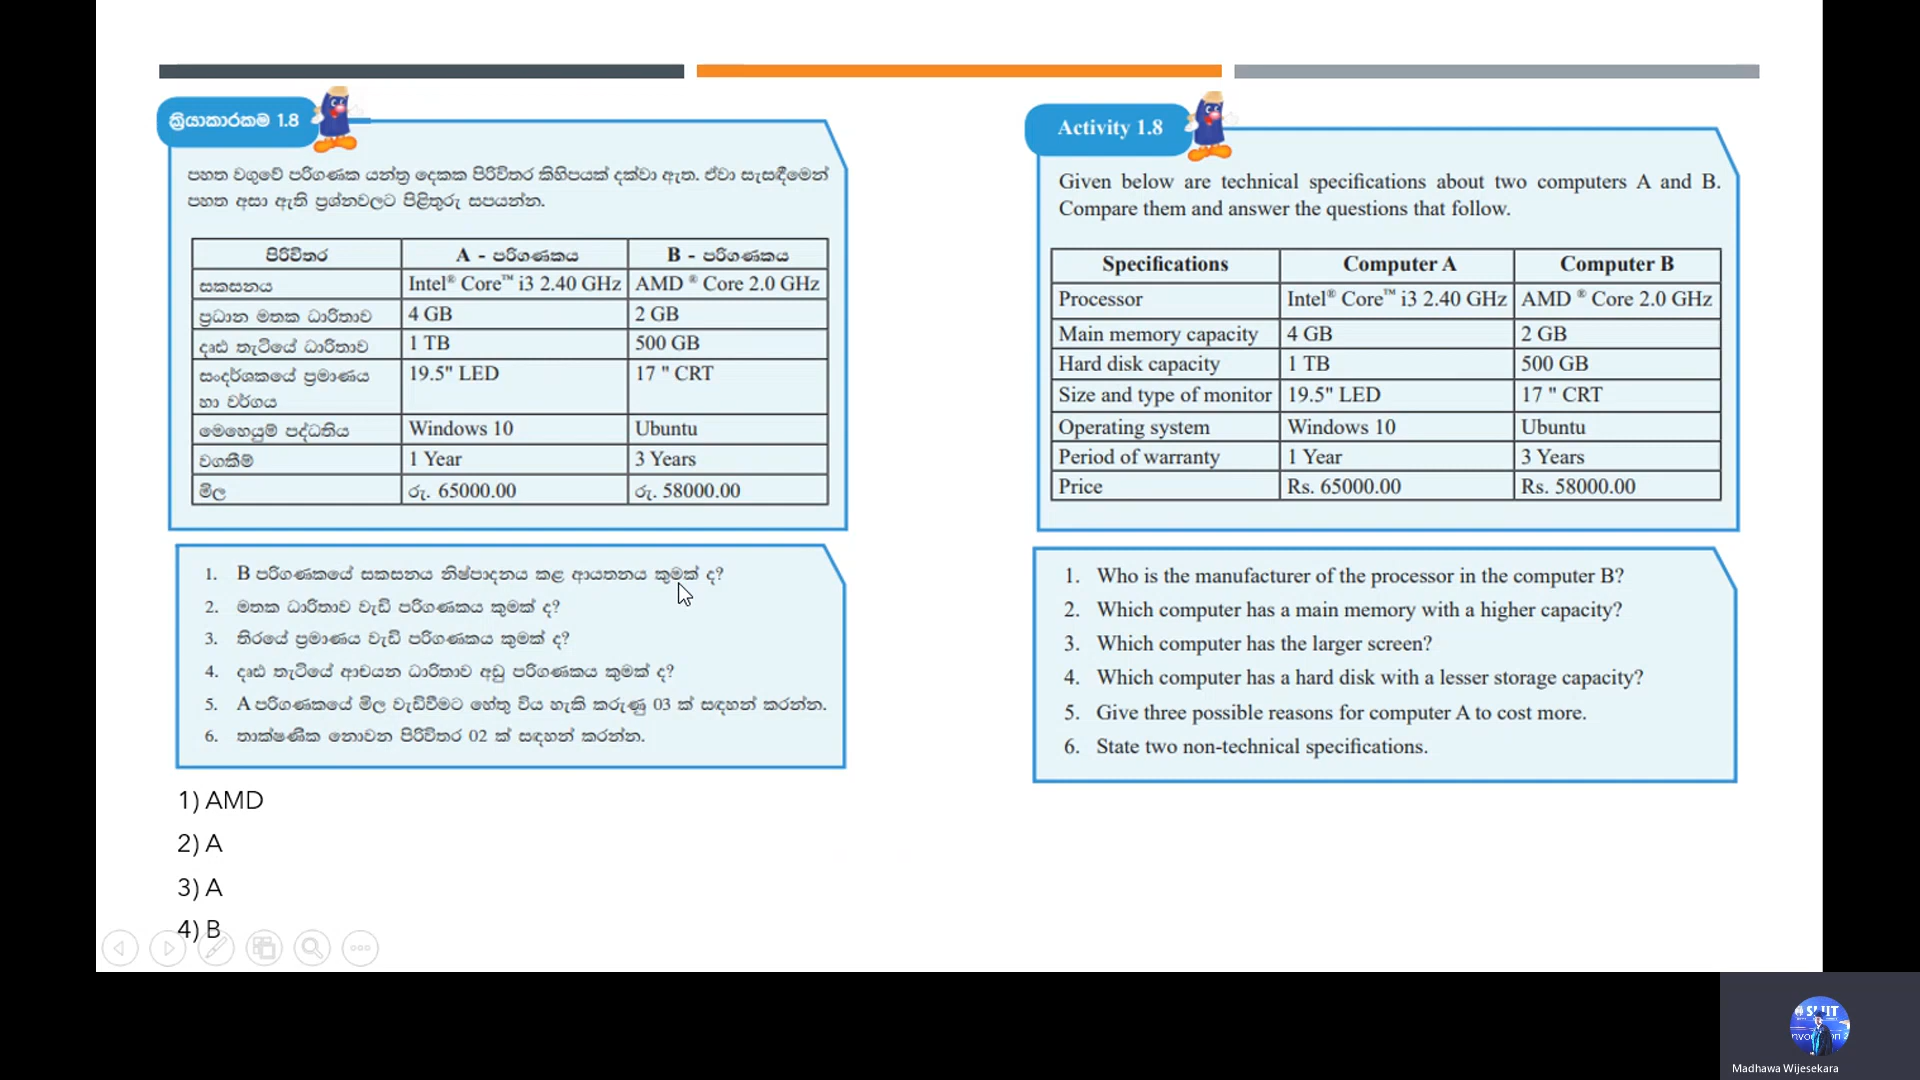 ක්‍රියාකාරකම 1.8
පහත වගුවේ පරිගණක යන්ත්‍ර දෙකක පිරිවිතර කිහිපයක් දක්වා ඇත. ඒවා සැසඳීමෙන්
පහත අසා ඇති ප්‍රශ්නවලට පිළිතුරු සපයන්න.
පිරිවිතර A - පරිගණකය B - පරිගණකය
සකසනය Intel® Core™ i3 2.40 GHz AMD ® Core 2.0 GHz
ප්‍රධාන මතක ධාරිතාව 4 GB 2 GB
දෘඪ තැටියේ ධාරිතාව 1 TB 500 GB
සංදර්ශකයේ ප්‍රමාණය 19.5" LED 17 " CRT
හා වර්ගය
මෙහෙයුම් පද්ධතිය Windows 10 Ubuntu
වගකීම් 1 Year 3 Years
මිල රු. 65000.00 රු. 58000.00
1. B පරිගණකයේ සකසනය නිෂ්පාදනය කළ ආයතනය කුමක් ද?
2. මතක ධාරිතාව වැඩි පරිගණකය කුමක් ද?
3. තිරයේ ප්‍රමාණය වැඩි පරිගණකය කුමක් ද?
4. දෘඪ තැටියේ ආචයන ධාරිතාව අඩු පරිගණකය කුමක් ද?
5. A පරිගණකයේ මිල වැඩිවීමට හේතු විය හැකි කරුණු 03 ක් සඳහන් කරන්න.
6. තාක්ෂණික නොවන පිරිවිතර 02 ක් සඳහන් කරන්න.
1) AMD
2) A
3) A
4) B
Activity 1.8
Given below are technical specifications about two computers A and B.
Compare them and answer the questions that follow.
Specifications Computer A Computer B
Processor Intel® Core™ i3 2.40 GHz AMD ® Core 2.0 GHz
Main memory capacity 4 GB 2 GB
Hard disk capacity 1 TB 500 GB
Size and type of monitor 19.5" LED 17 " CRT
Operating system Windows 10 Ubuntu
Period of warranty 1 Year 3 Years
Price Rs. 65000.00 Rs. 58000.00
1. Who is the manufacturer of the processor in the computer B?
2. Which computer has a main memory with a higher capacity?
3. Which computer has the larger screen?
4. Which computer has a hard disk with a lesser storage capacity?
5. Give three possible reasons for computer A to cost more.
6. State two non-technical specifications.
Madhawa Wijesekara